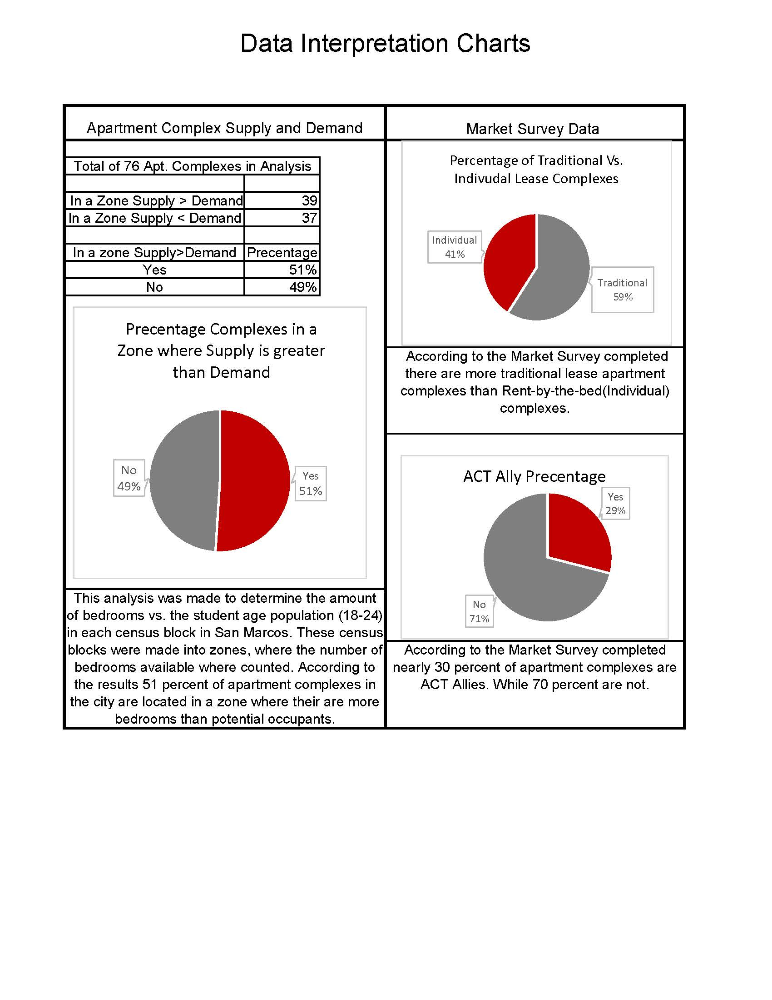 Data Interpretation Charts
Apartment Complex Supply and Demand
Total of 76 Apt. Complexes in Analysis
In a Zone Supply > Demand 39
In a Zone Supply < Demand 37
In a zone Supply>Demand Precentage
Yes 51%
No 49%
Precentage Complexes in a
Zone where Supply is greater
than Demand
No
49%
Yes
51%
This analysis was made to determine the amount
of bedrooms vs. the student age population (18-24)
in each census block in San Marcos. These census
blocks were made into zones, where the number of
bedrooms available where counted. According to
the results 51 percent of apartment complexes in
the city are located in a zone where their are more
bedrooms than potential occupants.
Market Survey Data
Percentage of Traditional Vs.
Indivudal Lease Complexes
Individual
41%
Traditional
59%
According to the Market Survey completed
there are more traditional lease apartment
complexes than Rent-by-the-bed(Individual)
complexes.
ACT Ally Precentage
Yes
29%
No
71%
According to the Market Survey completed
nearly 30 percent of apartment complexes are
ACT Allies. While 70 percent are not.